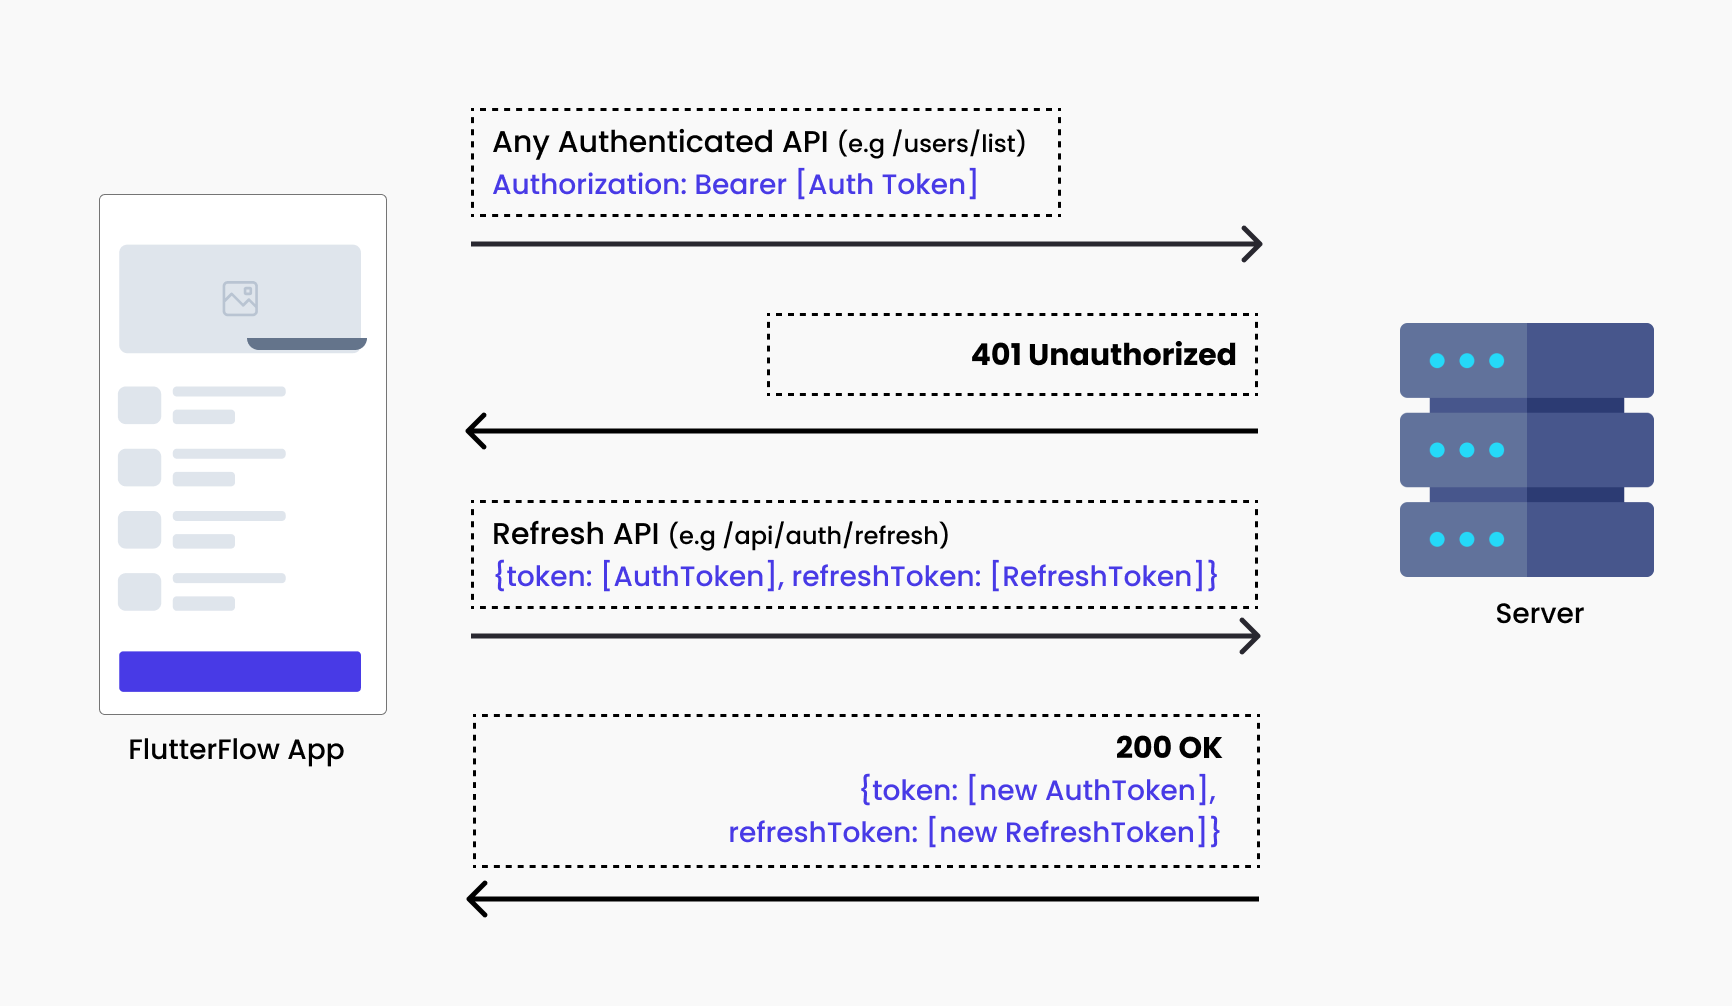 Any Authenticated API (e.g /users/list)
Authorization: Bearer [Auth Token]
401 Unauthorized
Refresh API (e.g /api/auth/refresh)
{token: [AuthToken], refreshToken: [RefreshToken]}
Server
200 OK
FlutterFlow App
{token: [new AuthToken],
refreshToken: [new RefreshToken]}